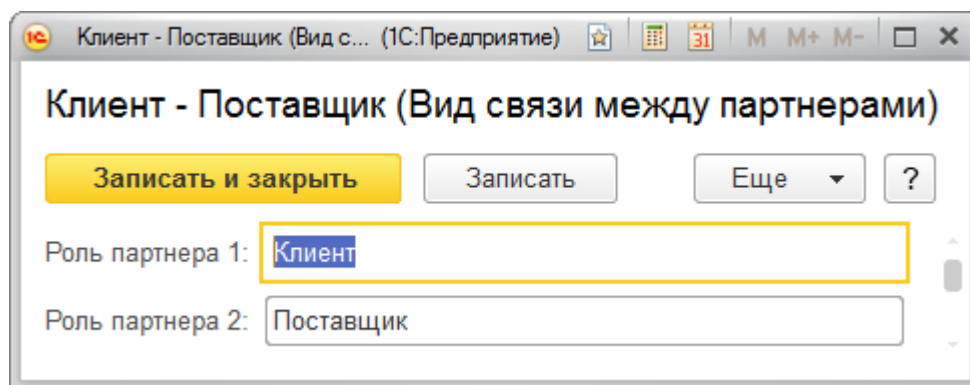 1С Клиент - Поставщик (Вид с... (1С:Предприятие) 31 M M+ M-
Клиент - Поставщик (Вид связи между партнерами)
Записать и закрыть Записать Еще ?
Роль партнера 1: Клиент
Роль партнера 2: Поставщик